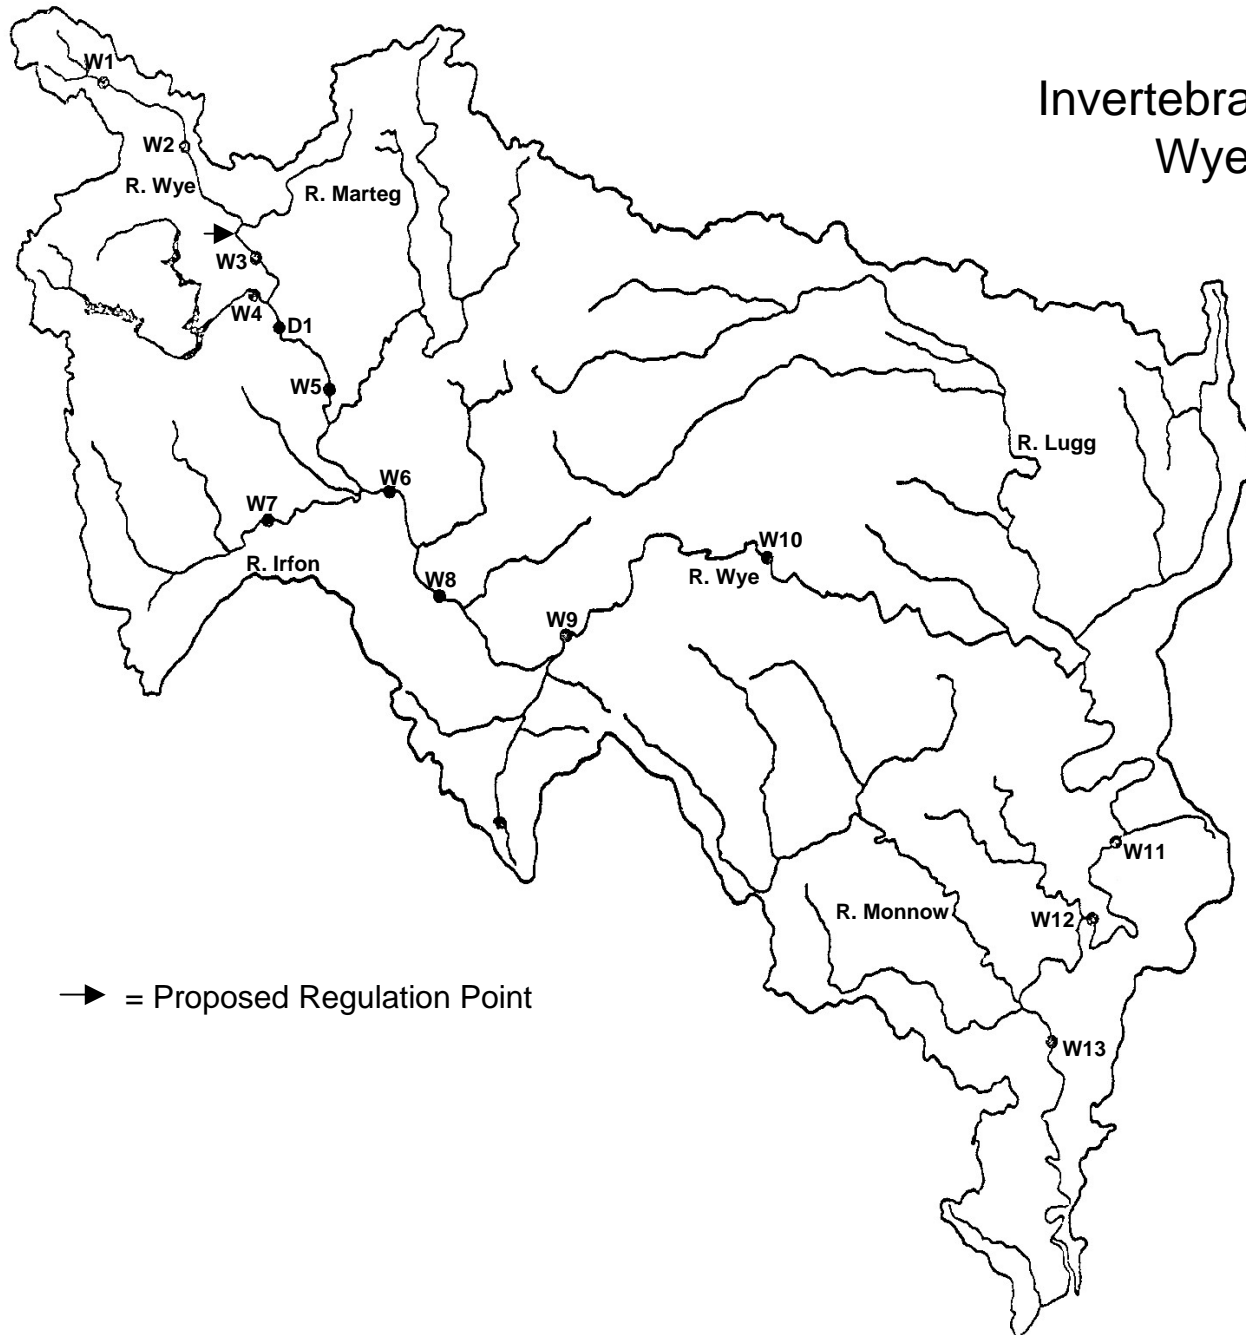 Invertebra
Wye
W1
W2
R. Wye
R. Marteg
W3
W4
D1
W5
R. Lugg
W6
W7
W10
R. Irfon
R. Wye
W8
W9
W11
R. Monnow
W12
= Proposed Regulation Point
W13